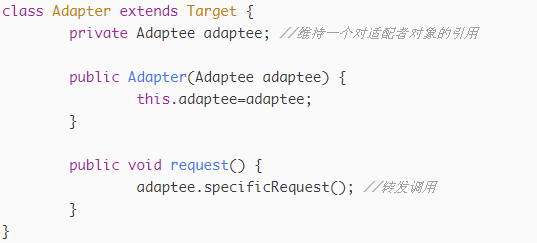 class Adapter extends Target {
private Adaptee adaptee; //维持一个对适配者对象的引用
public Adapter(Adaptee adaptee) {
this.adaptee=adaptee;
}
public void request() {
adaptee.specificRequest(); //转发调用
}
}